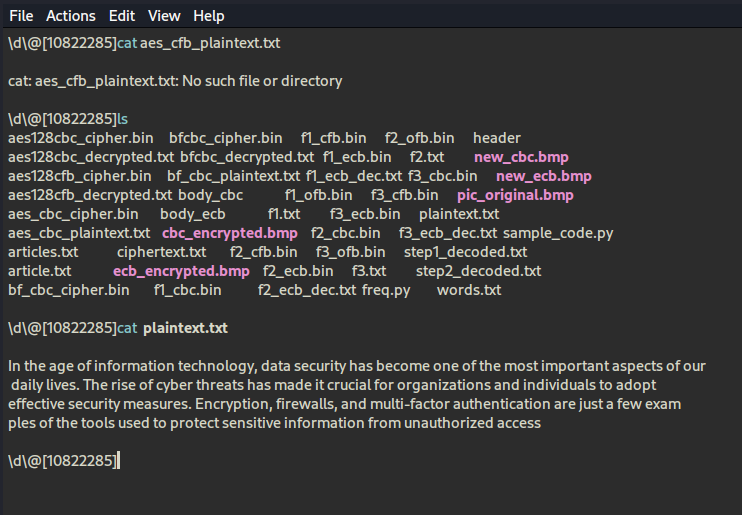 File Actions Edit View Help
\d\@[10822285]cat aes_cfb_plaintext.txt
cat: aes_cfb_plaintext.txt: No such file or directory
\d\@[10822285]ls
aes128cbc_cipher.bin bfcbc_cipher.bin f1_cfb.bin f2_ofb.bin header
aes128cbc_decrypted.txt bfcbc_decrypted.txt f1_ecb.bin f2.txt new_cbc.bmp
aes128cfb_cipher.bin bf_cbc_plaintext.txt f1_ecb_dec.txt f3_cbc.bin new_ecb.bmp
aes128cfb_decrypted.txt body_cbc f1_ofb.bin f3_cfb.bin pic_original.bmp
aes_cbc_cipher.bin body_ecb f1.txt f3_ecb.bin plaintext.txt
aes_cbc_plaintext.txt cbc_encrypted.bmp f2_cbc.bin f3_ecb_dec.txt sample_code.py
articles.txt ciphertext.txt f2_cfb.bin f3_ofb.bin step1_decoded.txt
article.txt ecb_encrypted.bmp f2_ecb.bin f3.txt step2_decoded.txt
bf_cbc_cipher.bin f1_cbc.bin f2_ecb_dec.txt freq.py words.txt
\d\@[10822285]cat plaintext.txt
In the age of information technology, data security has become one of the most important aspects of our
daily lives. The rise of cyber threats has made it crucial for organizations and individuals to adopt
effective security measures. Encryption, firewalls, and multi-factor authentication are just a few exam
ples of the tools used to protect sensitive information from unauthorized access
\d\@[10822285]